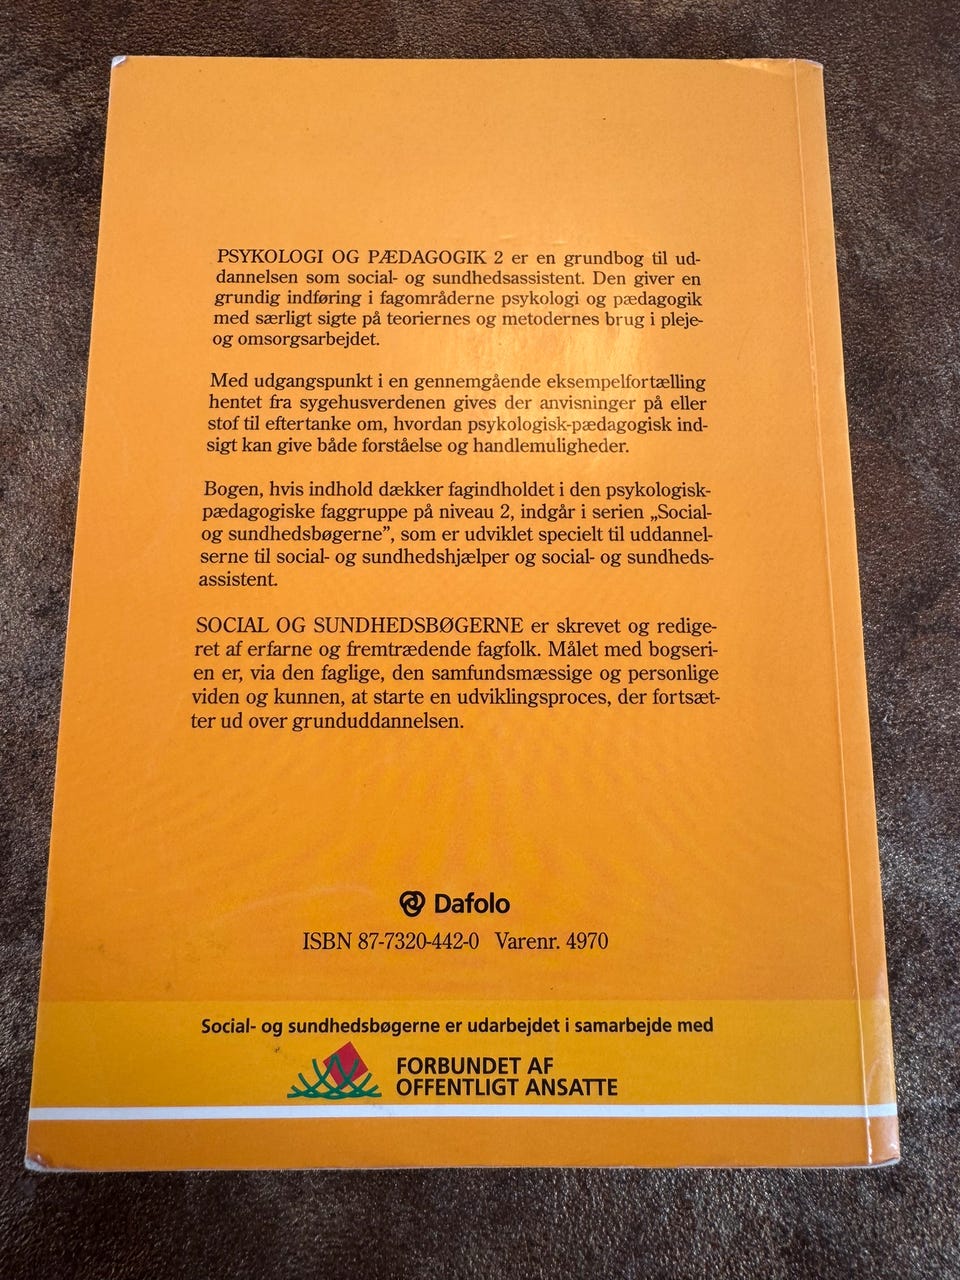 PSYKOLOGI OG PÆDAGOGIK 2 er en grundbog til ud-
dannelsen som social- og sundhedsassistent. Den giver en
grundig indføring i fagområderne psykologi og pædagogik
med særligt sigte på teoriernes og metodernes brug i pleje-
og omsorgsarbejdet.
Med udgangspunkt i en gennemgående eksempelfortælling
hentet fra sygehusverdenen gives der anvisninger på eller
stof til eftertanke om, hvordan psykologisk-pædagogisk ind-
sigt kan give både forståelse og handlemuligheder.
Bogen, hvis indhold dækker fagindholdet i den psykologisk-
pædagogiske faggruppe på niveau 2, indgår i serien „Social-
og sundhedsbøgerne”, som er udviklet specielt til uddannel-
serne til social- og sundhedshjælper og social- og sundheds-
assistent.
SOCIAL OG SUNDHEDSBØGERNE er skrevet og redige-
ret af erfarne og fremtrædende fagfolk. Målet med bogseri-
en er, via den faglige, den samfundsmæssige og personlige
viden og kunnen, at starte en udviklingsproces, der fortsæt-
ter ud over grunduddannelsen.
Dafolo
ISBN 87-7320-442-0 Varenr. 4970
Social- og sundhedsbøgerne er udarbejdet i samarbejde med
FORBUNDET AF
OFFENTLIGT ANSATTE